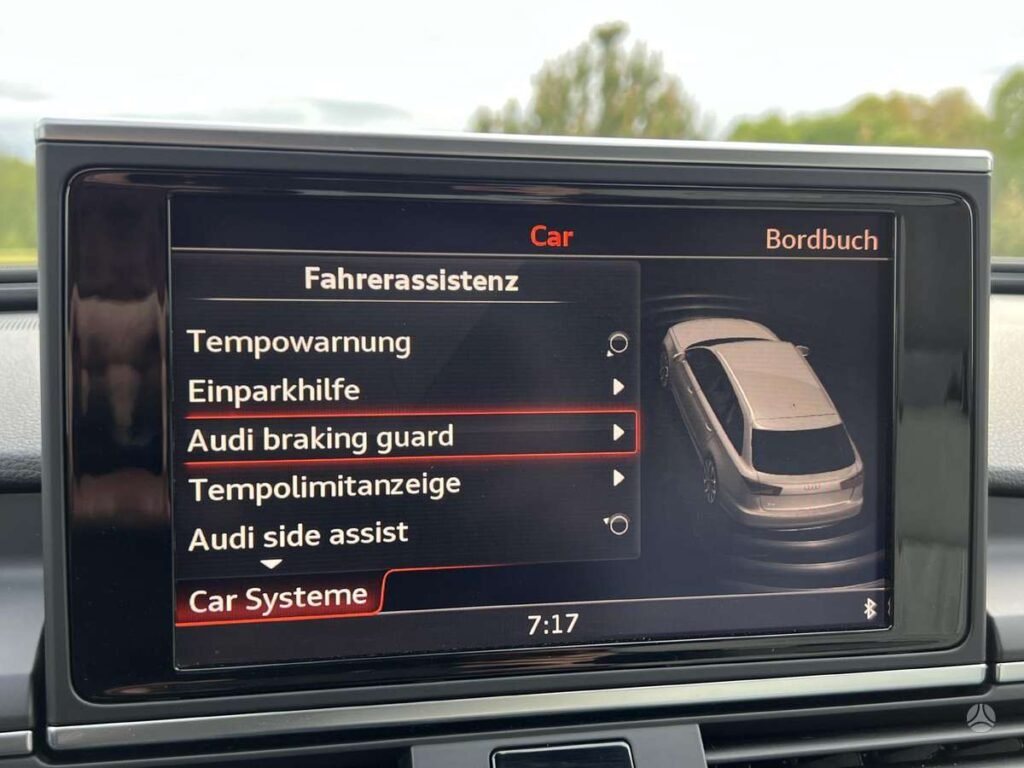 Car
Bordbuch
Fahrerassistenz
Tempowarnung
Einparkhilfe
Audi braking guard
Tempolimitanzeige
Audi side assist
Car Systeme
7:17